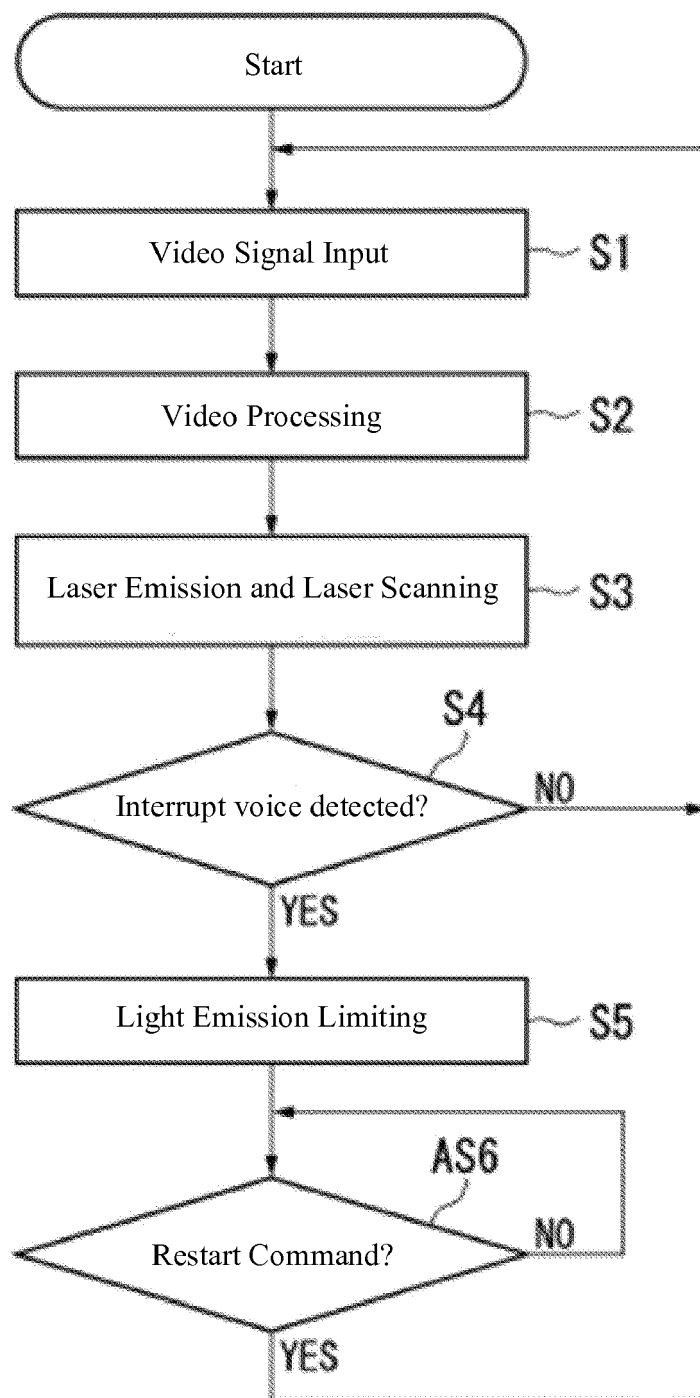 Start
Video Signal Input
S1
Video Processing
S2
Laser Emission and Laser Scanning
S3
S4
Interrupt voice detected?
NO
YES
Light Emission Limiting
S5
AS6
Restart Command?
NO
YES